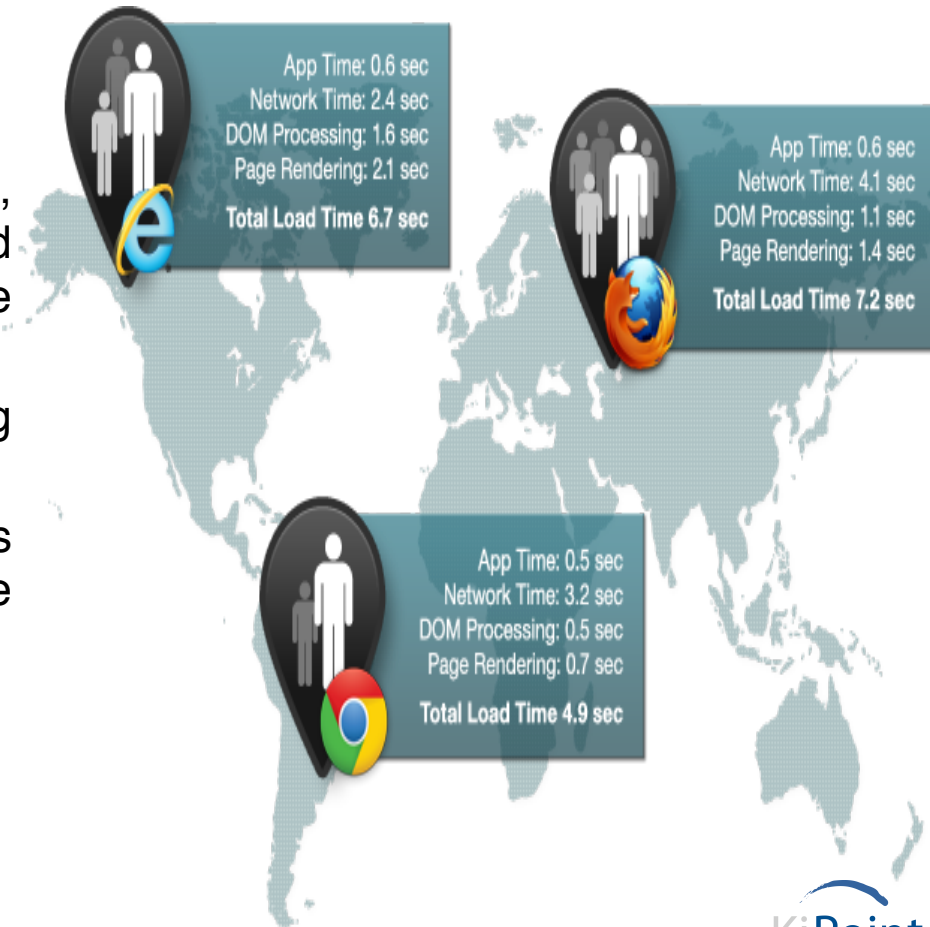 App Time: 0.6 sec
Network Time: 2.4 sec
DOM Processing: 1.6 sec
Page Rendering: 2.1 sec
Total Load Time 6.7 sec
App Time: 0.6 sec
Network Time: 4.1 sec
DOM Processing: 1.1 sec
Page Rendering: 1.4 sec
Total Load Time 7.2 sec
App Time: 0.5 sec
Network Time: 3.2 sec
DOM Processing: 0.5 sec
Page Rendering: 0.7 sec
Total Load Time 4.9 sec